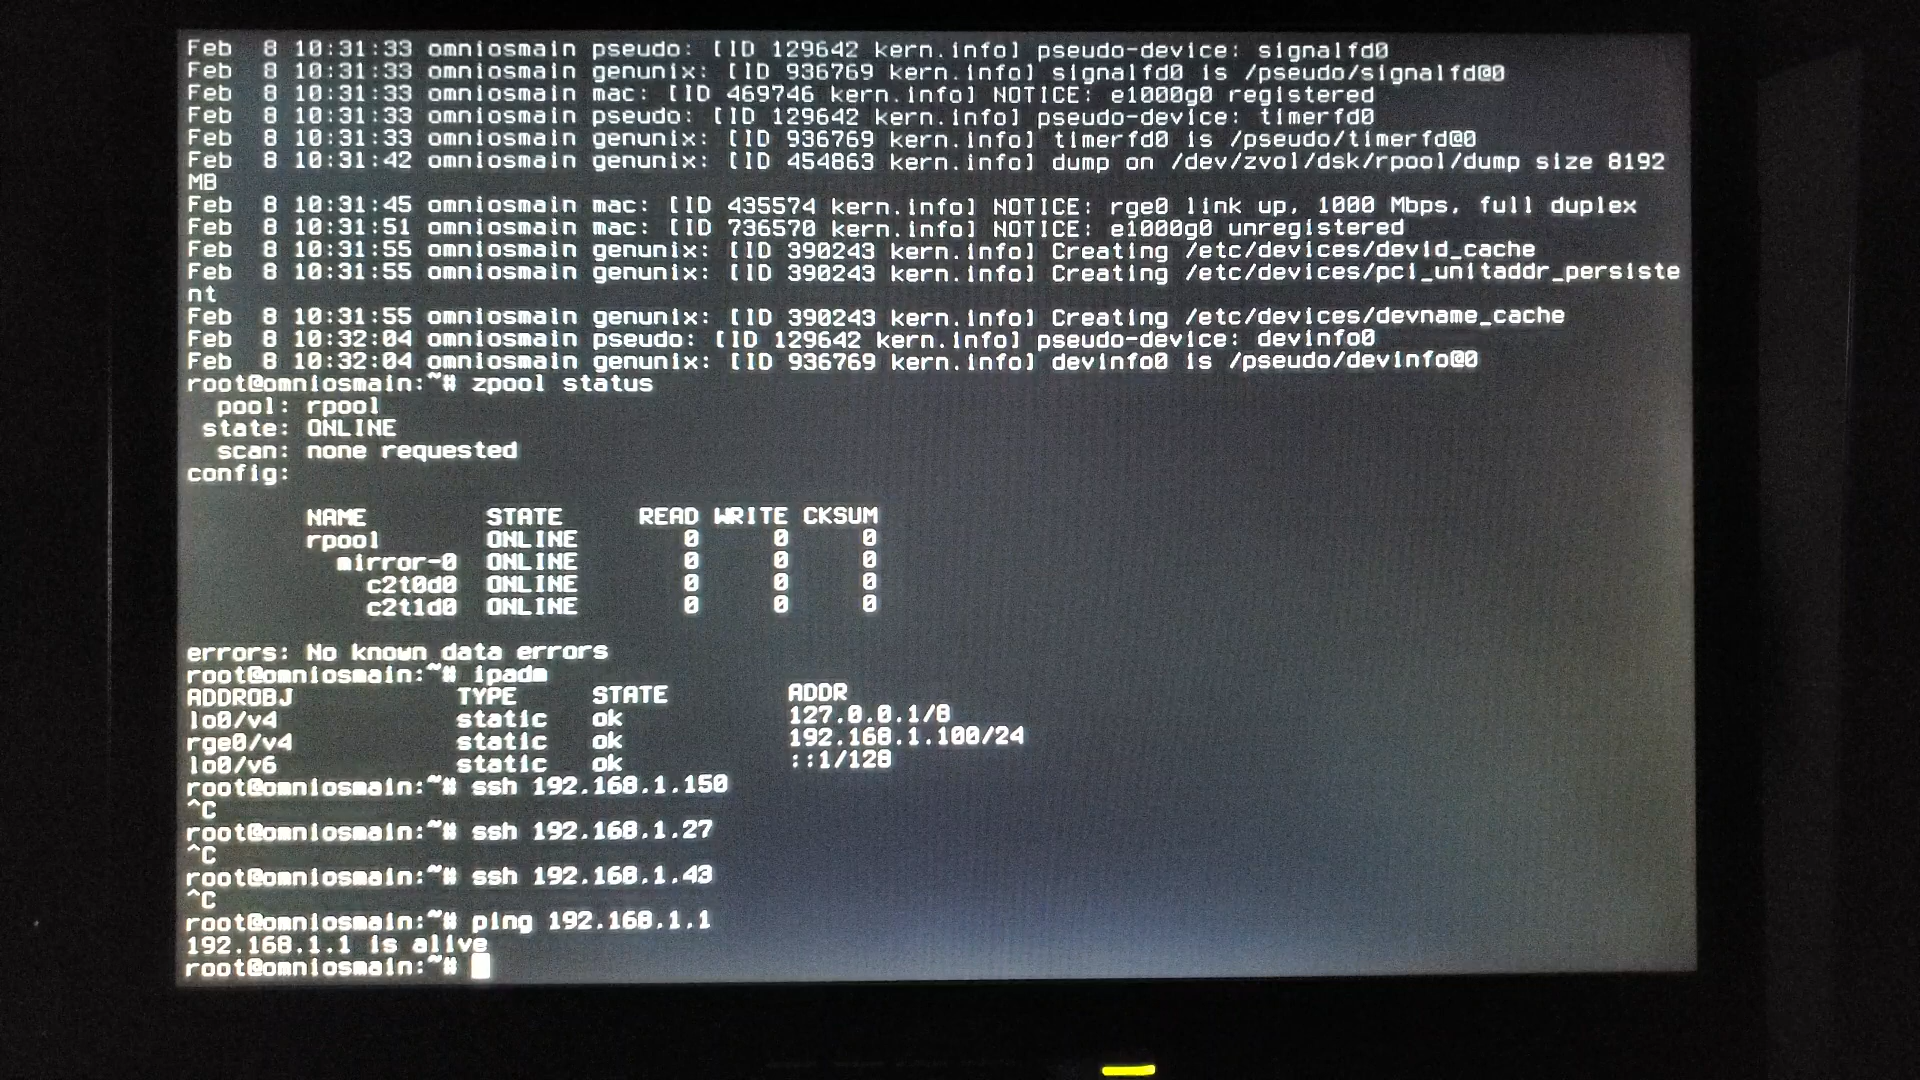 Feb  8 10:31:33 omniosmain pseudo: [ID 129642 kern.info] pseudo-device: signalfd0
Feb  8 10:31:33 omniosmain genunix: [ID 936769 kern.info] signalfd0 is /pseudo/signalfd@0
Feb  8 10:31:33 omniosmain mac: [ID 469746 kern.info] NOTICE: e1000g0 registered
Feb  8 10:31:33 omniosmain pseudo: [ID 129642 kern.info] pseudo-device: timerfd0
Feb  8 10:31:33 omniosmain genunix: [ID 936769 kern.info] timerfd0 is /pseudo/timerfd@0
Feb  8 10:31:42 omniosmain genunix: [ID 454863 kern.info] dump on /dev/zvol/dsk/rpool/dump size 8192
MB
Feb  8 10:31:45 omniosmain mac: [ID 435574 kern.info] NOTICE: rge0 link up, 1000 Mbps, full duplex
Feb  8 10:31:51 omniosmain mac: [ID 736570 kern.info] NOTICE: e1000g0 unregistered
Feb  8 10:31:55 omniosmain genunix: [ID 390243 kern.info] Creating /etc/devices/devid_cache
Feb  8 10:31:55 omniosmain genunix: [ID 390243 kern.info] Creating /etc/devices/pci_unitaddr_persiste
nt
Feb  8 10:31:55 omniosmain genunix: [ID 390243 kern.info] Creating /etc/devices/devname_cache
Feb  8 10:32:04 omniosmain pseudo: [ID 129642 kern.info] pseudo-device: devinfo0
Feb  8 10:32:04 omniosmain genunix: [ID 936769 kern.info] devinfo0 is /pseudo/devinfo@0
root@omniosmain:~# zpool status
  pool: rpool
 state: ONLINE
  scan: none requested
config:
        NAME        STATE     READ WRITE CKSUM
        rpool       ONLINE       0     0     0
          mirror-0  ONLINE       0     0     0
            c2t0d0  ONLINE       0     0     0
            c2t1d0  ONLINE       0     0     0
errors: No known data errors
root@omniosmain:~# ipadm
ADDROBJ           TYPE     STATE        ADDR
lo0/v4            static   ok           127.0.0.1/8
rge0/v4           static   ok           192.168.1.100/24
lo0/v6            static   ok           ::1/128
root@omniosmain:~# ssh 192.168.1.150
^C
root@omniosmain:~# ssh 192.168.1.27
^C
root@omniosmain:~# ssh 192.168.1.43
^C
root@omniosmain:~# ping 192.168.1.1
192.168.1.1 is alive
root@omniosmain:~#